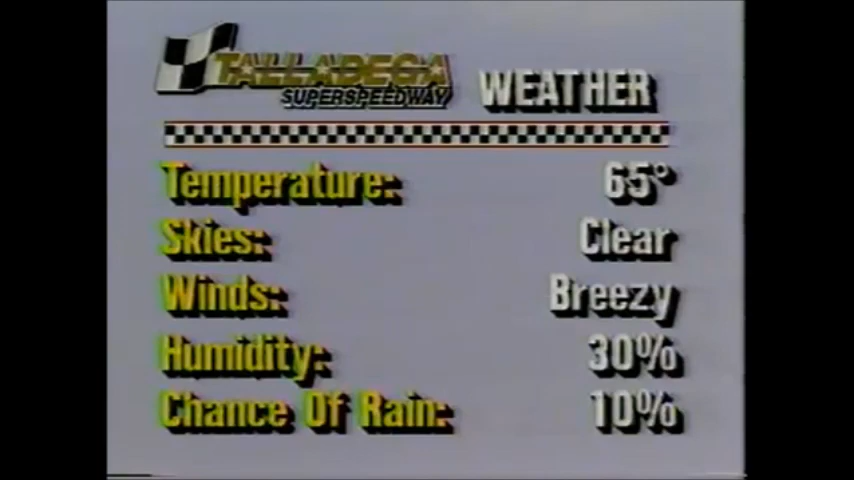 TALLADEGA
SUPERSPEEDWAY WEATHER
Temperature: 65°
Skies: Clear
Winds: Breezy
Humidity: 30%
Chance Of Rain: 10%